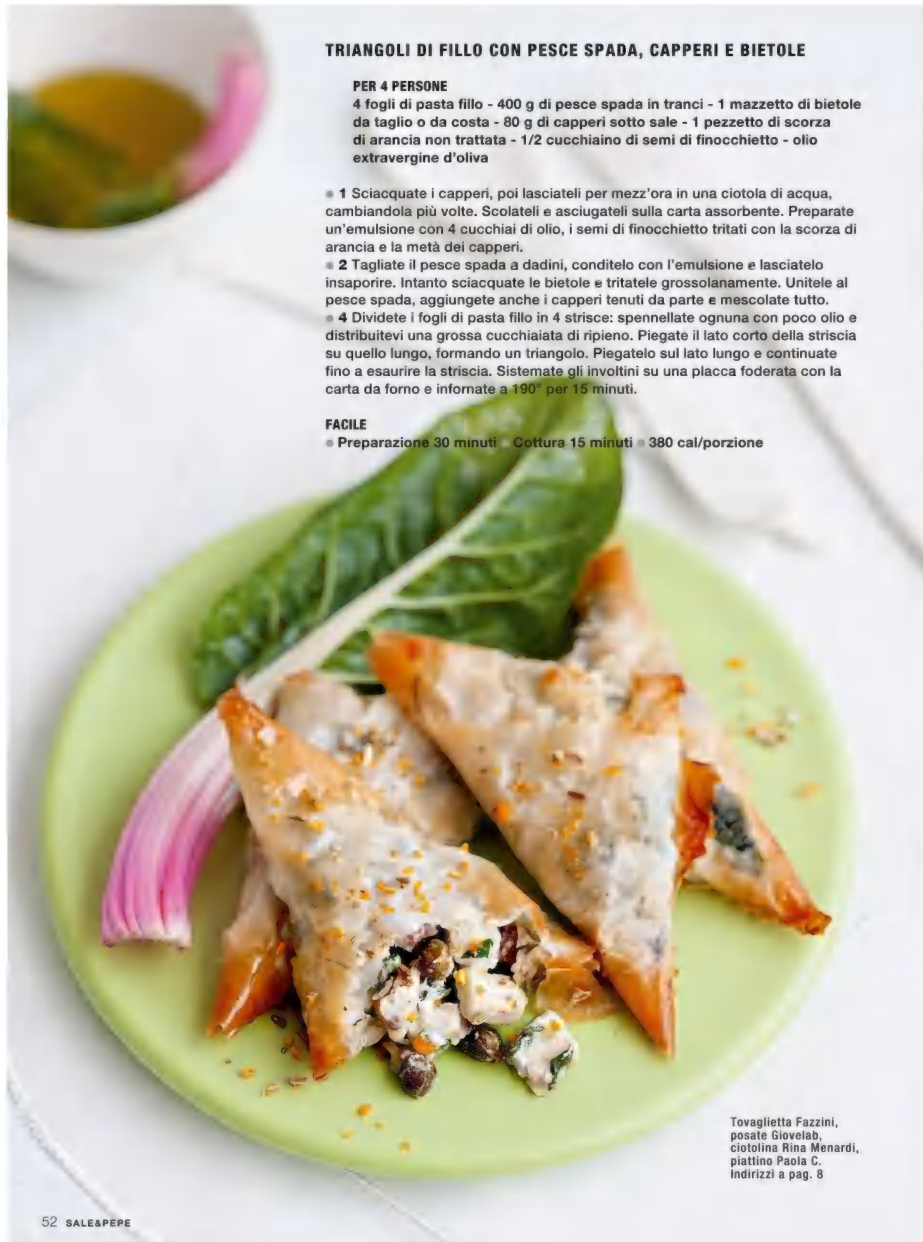 TRIANGOLI DI FILLO CON PESCE SPADA, CAPPERI E BIETOLE
PER 4 PERSONE
4 fogli di pasta fillo - 400 g di pesce spada in tranci - 1 mazzetto di bietole
da taglio o da costa - 80 g di capperi sotto sale - 1 pezzetto di scorza
di arancia non trattata - 1/2 cucchiaino di semi di finocchietto - olio
extravergine d'oliva
• 1 Sciacquate i capperi, poi lasciateli per mezz'ora in una ciotola di acqua,
cambiandola più volte. Scolateli e asciugateli sulla carta assorbente. Preparate
un'emulsione con 4 cucchiai di olio, i semi di finocchietto tritati con la scorza di
arancia e la metà dei capperi.
• 2 Tagliate il pesce spada a dadini, conditelo con l'emulsione e lasciatelo
insaporire. Intanto sciacquate le bietole e tritatele grossolanamente. Unitele al
pesce spada, aggiungete anche i capperi tenuti da parte e mescolate tutto.
• 4 Dividete i fogli di pasta fillo in 4 strisce: spennellate ognuna con poco olio e
distribuitevi una grossa cucchiaiata di ripieno. Piegate il lato corto della striscia
su quello lungo, formando un triangolo. Piegatelo sul lato lungo e continuate
fino a esaurire la striscia. Sistemate gli involtini su una placca foderata con la
carta da forno e infornate a 190° per 15 minuti.
FACILE
• Preparazione 30 minuti • Cottura 15 minuti • 380 cal/porzione
Tovaglietta Fazzini,
posate Giovelab,
ciotolina Rina Menardi,
piattino Paola C.
Indirizzi a pag. 8
52 SALE&PEPE